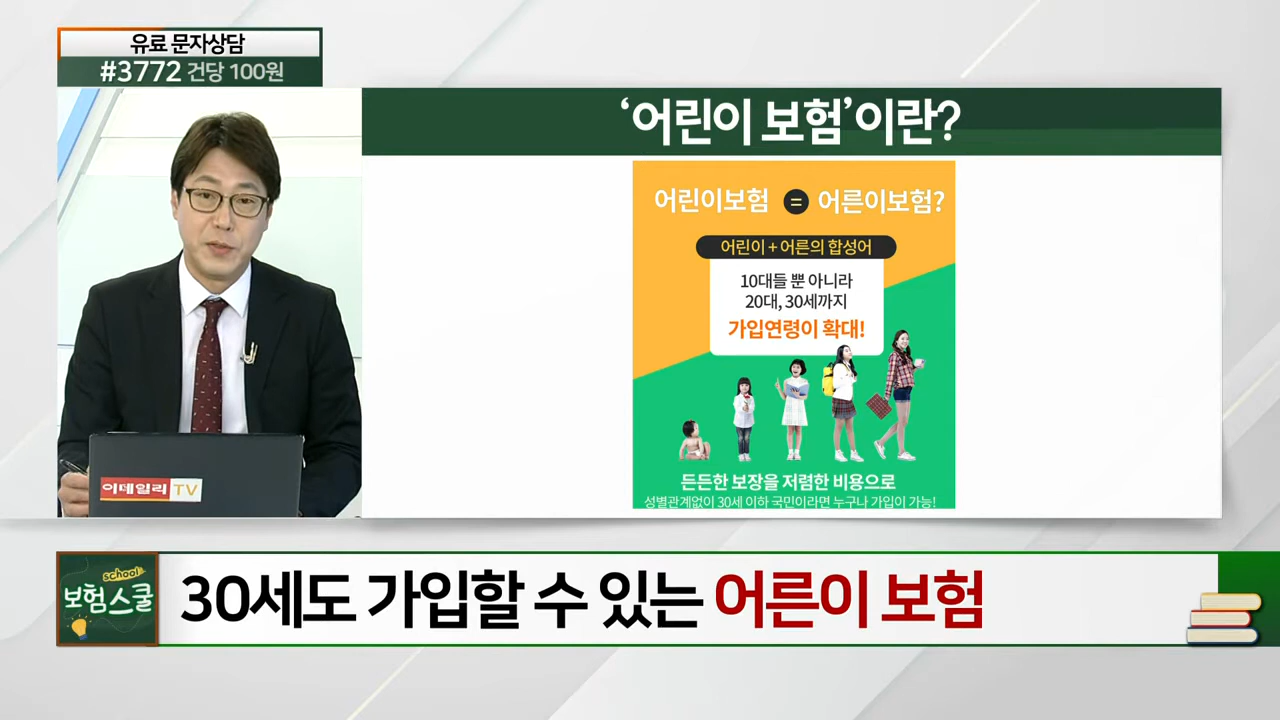 유료 문자상담
#3772 건당 100원
‘어린이 보험’이란?
어린이보험 = 어른이보험?
어린이 + 어른의 합성어
10대들 뿐 아니라
20대, 30세까지
가입연령이 확대!
든든한 보장을 저렴한 비용으로
성별관계없이 30세 이하 국민이라면 누구나 가입이 가능!
이데일리TV
school
보험스쿨
30세도 가입할 수 있는 어른이 보험